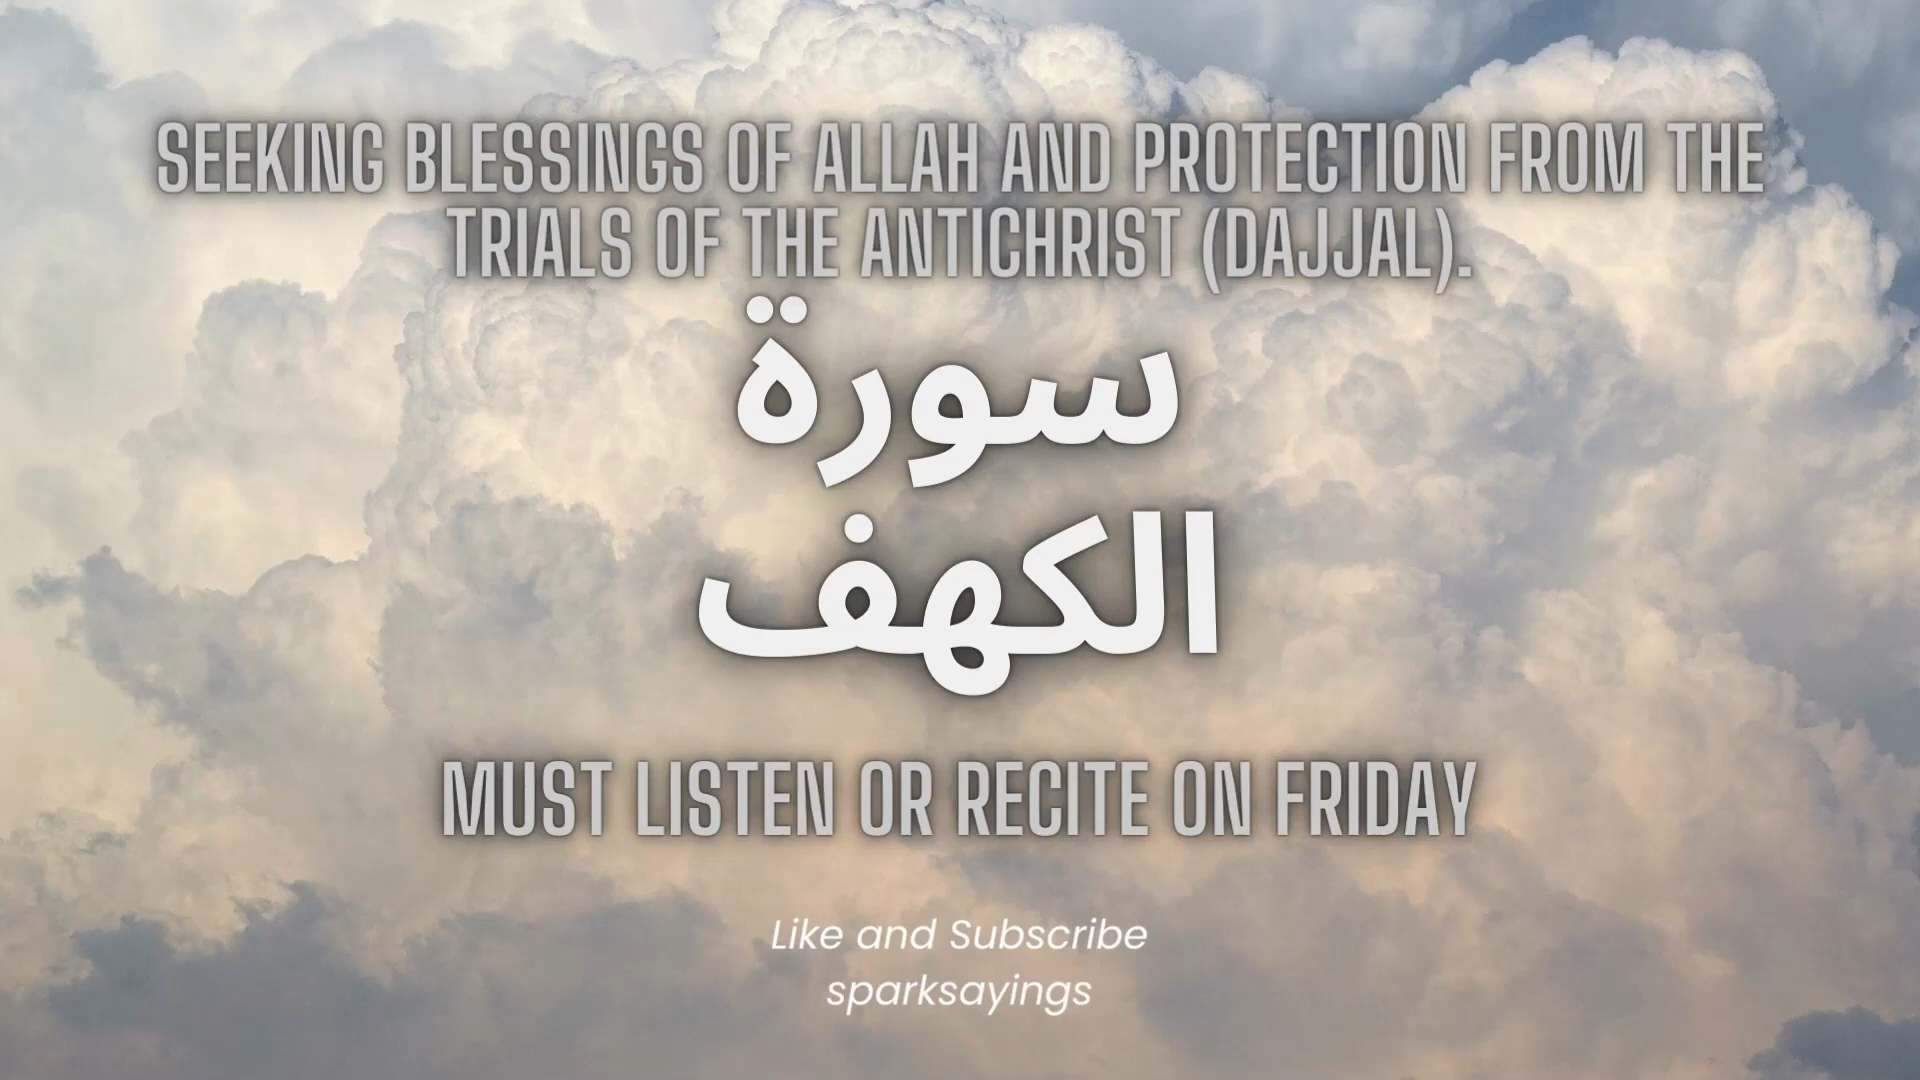 SEEKING BLESSINGS OF ALLAH AND PROTECTION FROM THE
TRIALS OF THE ANTICHRIST (DAJJAL).
سورة
الكهف
MUST LISTEN OR RECITE ON FRIDAY
Like and Subscribe
sparksayings